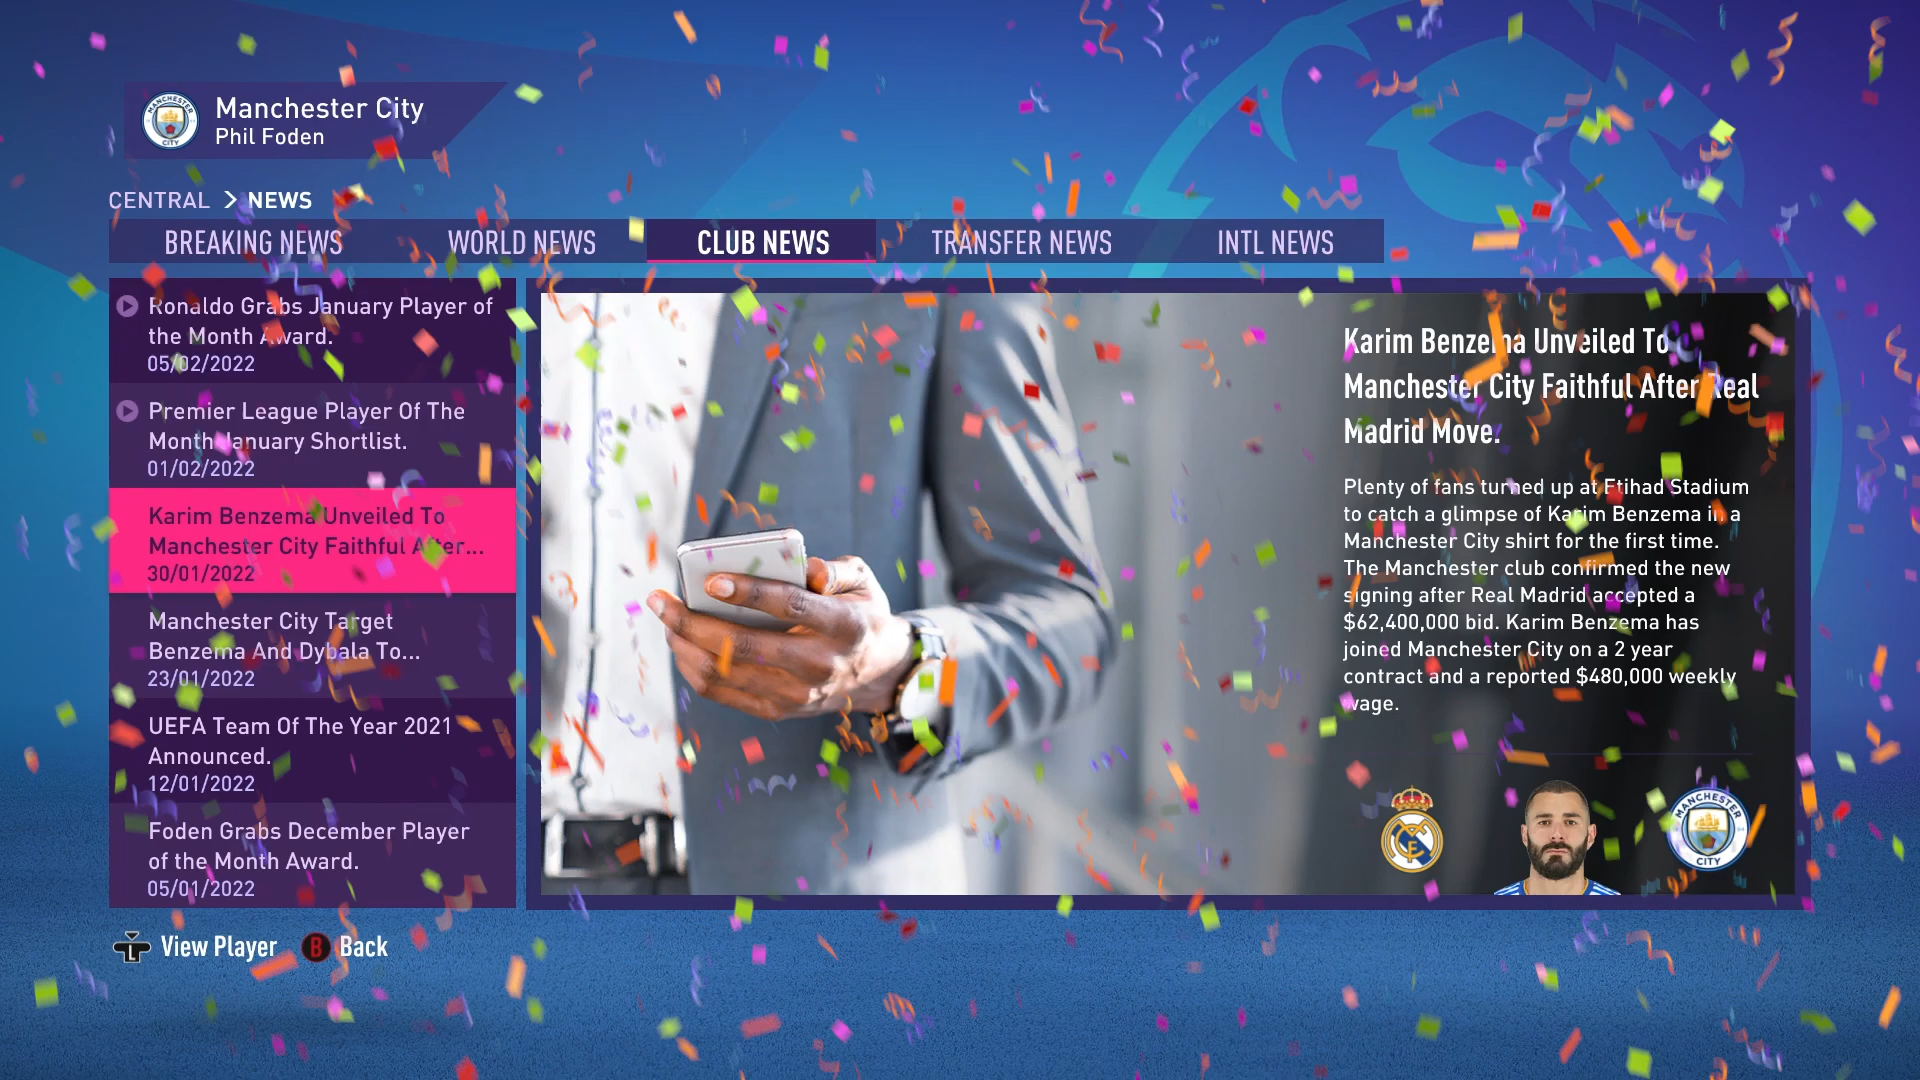 Manchester City
Phil Foden
CENTRAL > NEWS
BREAKING NEWS
WORLD NEWS
CLUB NEWS
TRANSFER NEWS
INTL NEWS
Ronaldo Grabs January Player of
the Month Award.
05/02/2022
Premier League Player Of The
Month January Shortlist.
01/02/2022
Karim Benzema Unveiled To
Manchester City Faithful After...
30/01/2022
Manchester City Target
Benzema And Dybala To...
23/01/2022
UEFA Team Of The Year 2021
Announced.
12/01/2022
Foden Grabs December Player
of the Month Award.
05/01/2022
Karim Benzema Unveiled To
Manchester City Faithful After Real
Madrid Move.
Plenty of fans turned up at Etihad Stadium
to catch a glimpse of Karim Benzema in a
Manchester City shirt for the first time.
The Manchester club confirmed the new
signing after Real Madrid accepted a
$62,400,000 bid. Karim Benzema has
joined Manchester City on a 2 year
contract and a reported $480,000 weekly
wage.
MANCHESTER
CITY
L View Player B Back